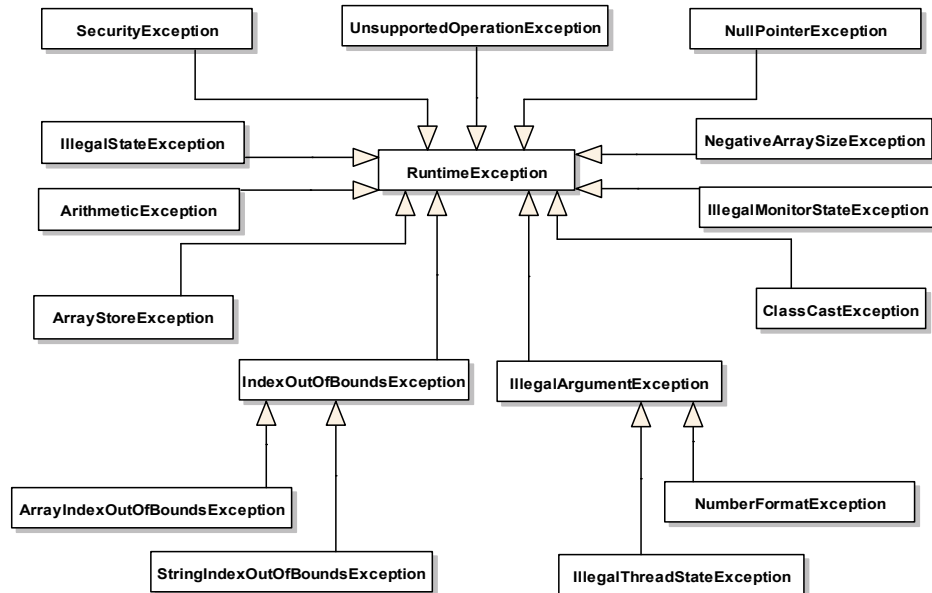 SecurityException
UnsupportedOperationException
NullPointerException
IllegalStateException
NegativeArraySizeException
RuntimeException
ArithmeticException
IllegalMonitorStateException
ArrayStoreException
ClassCastException
IndexOutOfBoundsException
IllegalArgumentException
ArrayIndexOutOfBoundsException
NumberFormatException
StringIndexOutOfBoundsException
IllegalThreadStateException